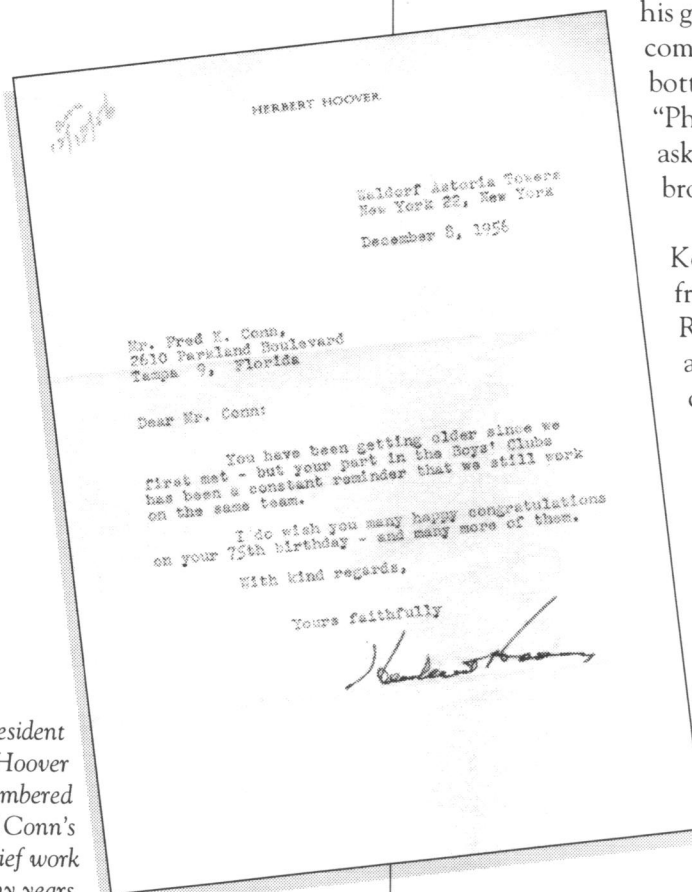 HERBERT HOOVER
Waldorf Astoria Towers
New York 22, New York
December 8, 1956
Mr. Fred K. Conn,
2610 Parkland Boulevard
Tampa 9, Florida
Dear Mr. Conn:
You have been getting older since we
first met - but your part in the Boys' Clubs
has been a constant reminder that we still work
on the same team.
I do wish you many happy congratulations
on your 75th birthday - and many more of them.
With kind regards,
Yours faithfully
Herbert Hoover
his g
com
bott
"Ph
ask
bro
K
fr
R
a
esident
Hoover
mbered
Conn's
ief work
ny years